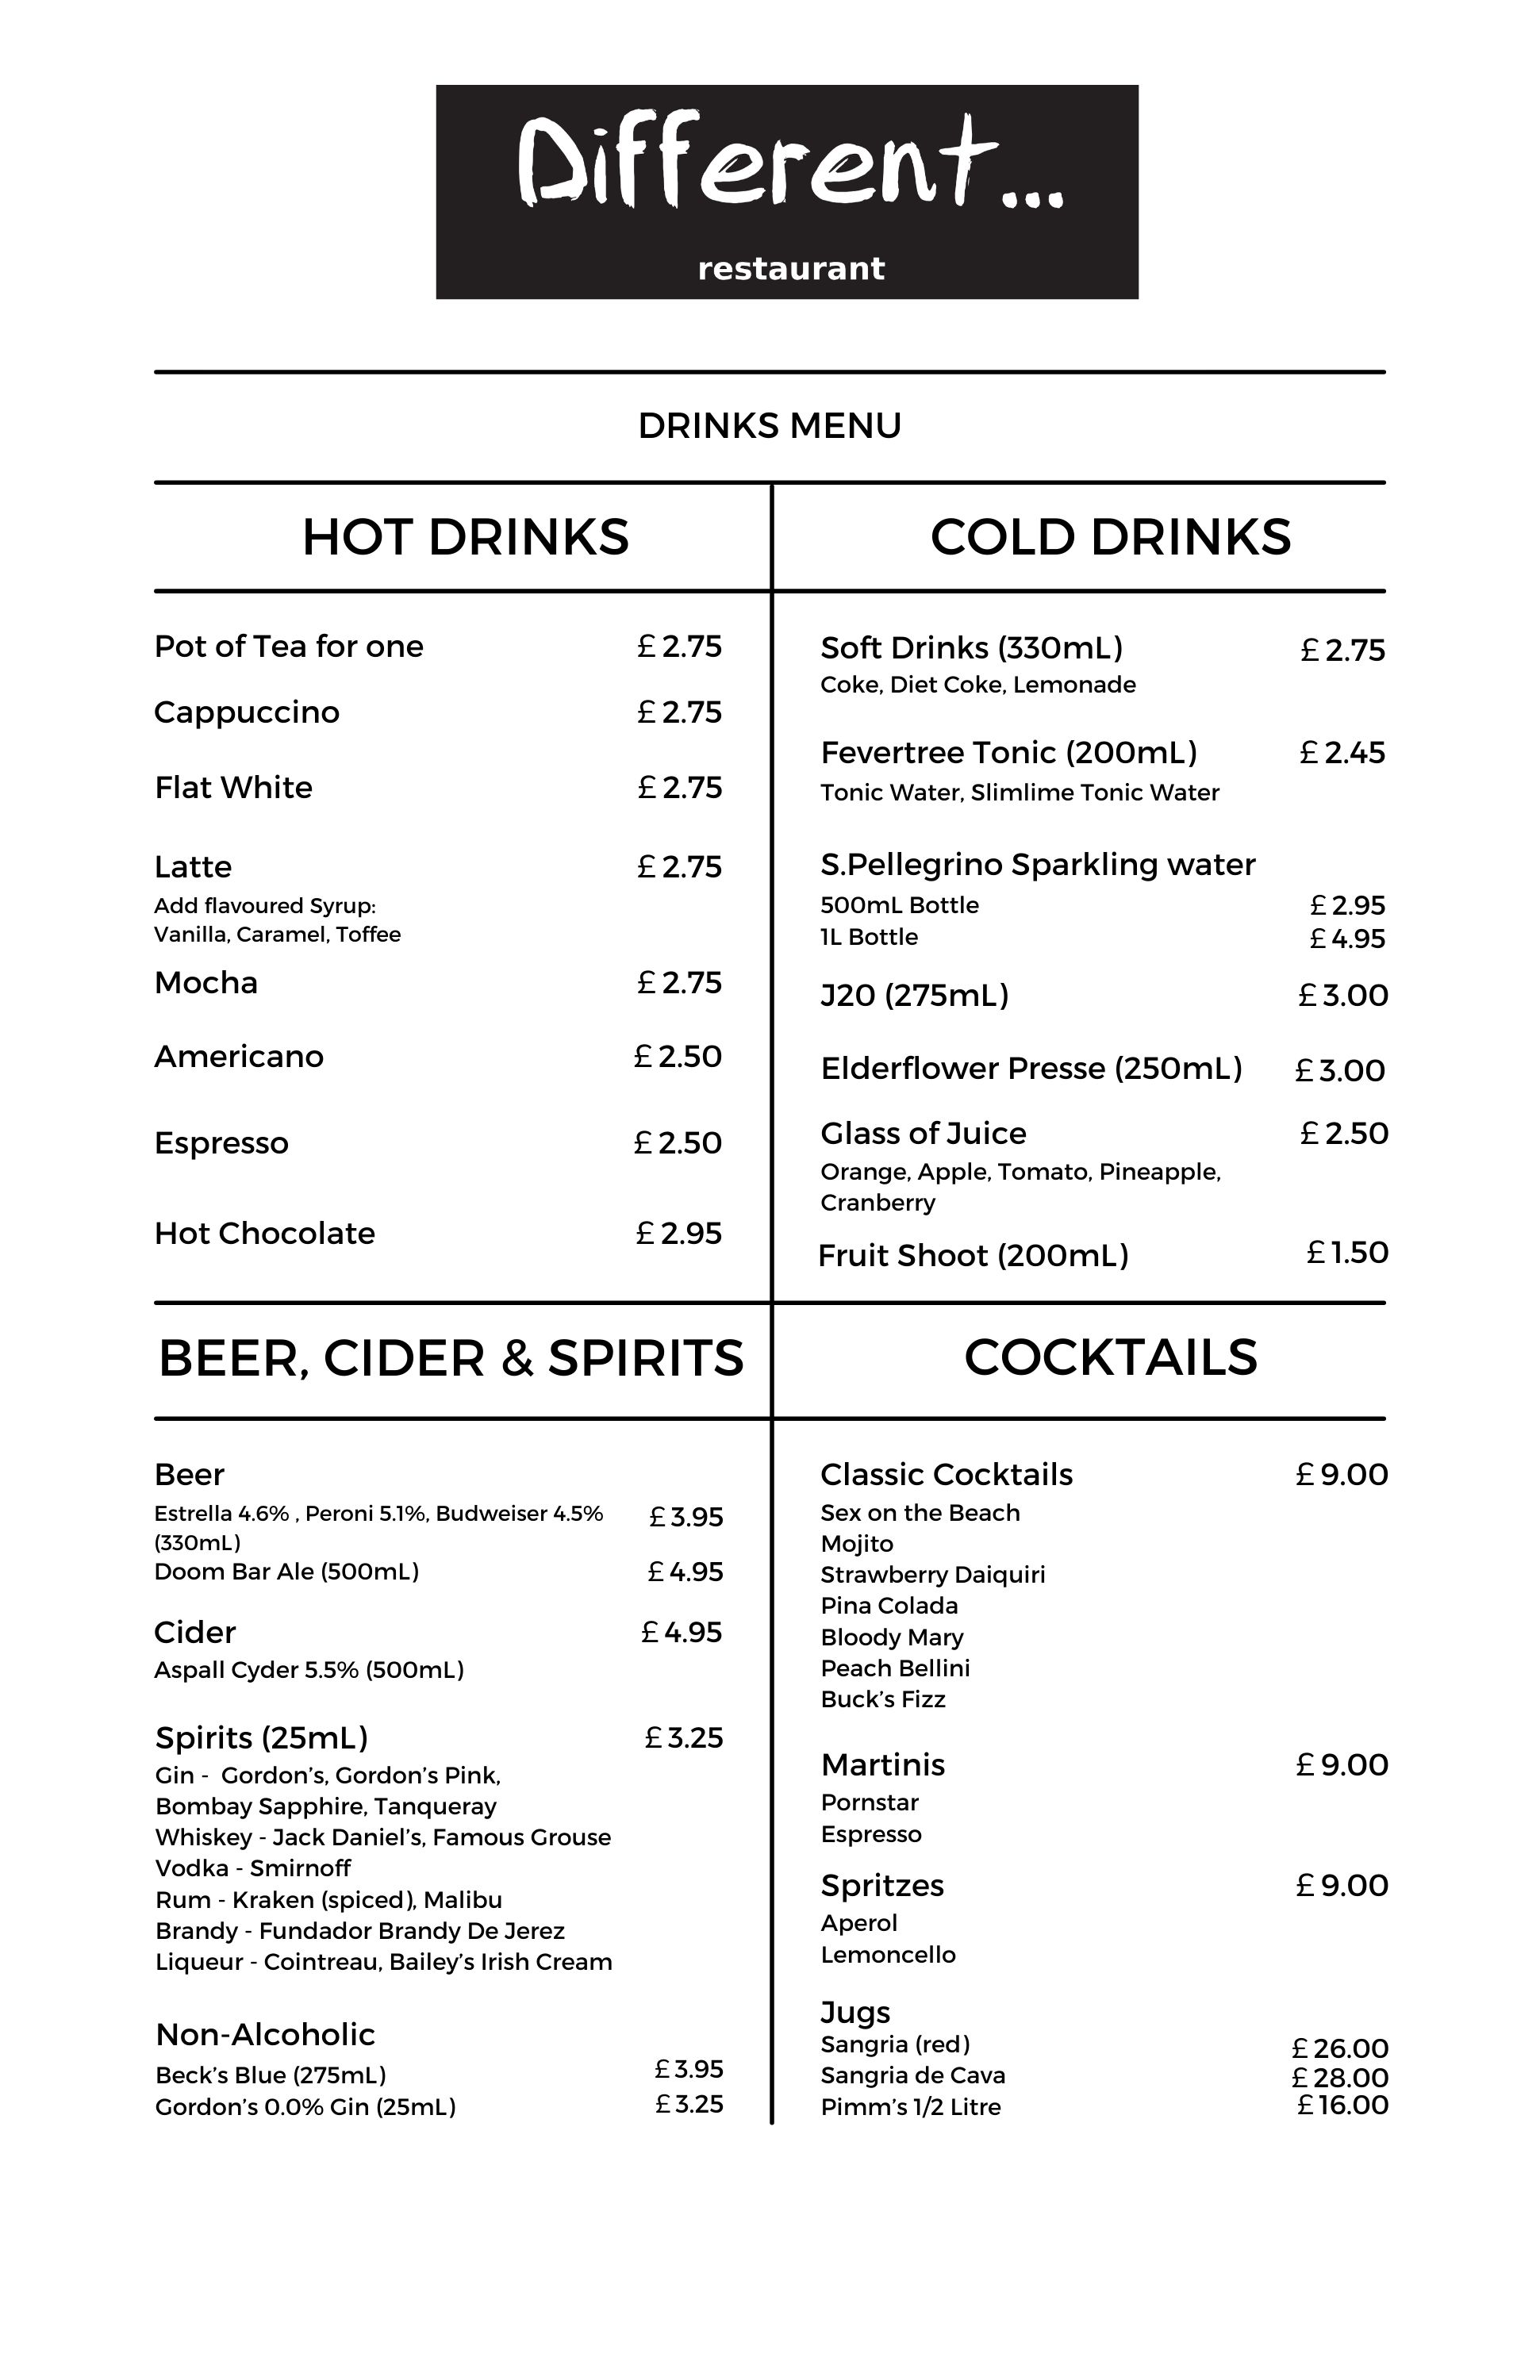 Different...
restaurant
DRINKS MENU
HOT DRINKS
Pot of Tea for one £ 2.75
Cappuccino £ 2.75
Flat White £ 2.75
Latte £ 2.75
Add flavoured Syrup:
Vanilla, Caramel, Toffee
Mocha £ 2.75
Americano £ 2.50
Espresso £ 2.50
Hot Chocolate £ 2.95
COLD DRINKS
Soft Drinks (330mL) £ 2.75
Coke, Diet Coke, Lemonade
Fevertree Tonic (200mL) £ 2.45
Tonic Water, Slimlime Tonic Water
S.Pellegrino Sparkling water
500mL Bottle £ 2.95
1L Bottle £ 4.95
J20 (275mL) £ 3.00
Elderflower Presse (250mL) £ 3.00
Glass of Juice £ 2.50
Orange, Apple, Tomato, Pineapple,
Cranberry
Fruit Shoot (200mL) £ 1.50
BEER, CIDER & SPIRITS
Beer
Estrella 4.6% , Peroni 5.1%, Budweiser 4.5% £ 3.95
(330mL)
Doom Bar Ale (500mL) £ 4.95
Cider £ 4.95
Aspall Cyder 5.5% (500mL)
Spirits (25mL) £ 3.25
Gin - Gordon's, Gordon's Pink,
Bombay Sapphire, Tanqueray
Whiskey - Jack Daniel's, Famous Grouse
Vodka - Smirnoff
Rum - Kraken (spiced), Malibu
Brandy - Fundador Brandy De Jerez
Liqueur - Cointreau, Bailey's Irish Cream
Non-Alcoholic
Beck's Blue (275mL) £ 3.95
Gordon's 0.0% Gin (25mL) £ 3.25
COCKTAILS
Classic Cocktails £ 9.00
Sex on the Beach
Mojito
Strawberry Daiquiri
Pina Colada
Bloody Mary
Peach Bellini
Buck's Fizz
Martinis £ 9.00
Pornstar
Espresso
Spritzes £ 9.00
Aperol
Lemoncello
Jugs
Sangria (red) £ 26.00
Sangria de Cava £ 28.00
Pimm's 1/2 Litre £ 16.00